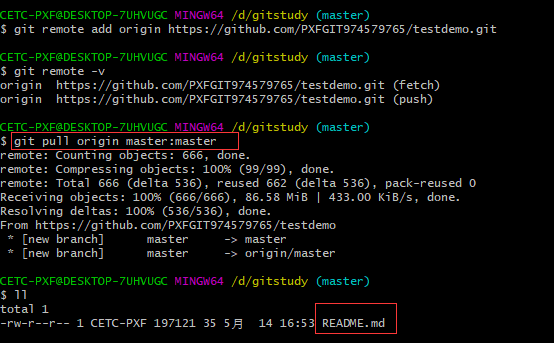 CETC-PXF@DESKTOP-7UHVUGC MINGW64 /d/gitstudy (master)
$ git remote add origin https://github.com/PXFGIT974579765/testdemo.git
CETC-PXF@DESKTOP-7UHVUGC MINGW64 /d/gitstudy (master)
$ git remote -v
origin  https://github.com/PXFGIT974579765/testdemo.git (fetch)
origin  https://github.com/PXFGIT974579765/testdemo.git (push)
CETC-PXF@DESKTOP-7UHVUGC MINGW64 /d/gitstudy (master)
$ git pull origin master:master
remote: Counting objects: 666, done.
remote: Compressing objects: 100% (99/99), done.
remote: Total 666 (delta 536), reused 662 (delta 536), pack-reused 0
Receiving objects: 100% (666/666), 86.58 MiB | 433.00 KiB/s, done.
Resolving deltas: 100% (536/536), done.
From https://github.com/PXFGIT974579765/testdemo
 * [new branch]      master     -> master
 * [new branch]      master     -> origin/master
CETC-PXF@DESKTOP-7UHVUGC MINGW64 /d/gitstudy (master)
$ ll
total 1
-rw-r--r-- 1 CETC-PXF 197121 35 5月  14 16:53 README.md